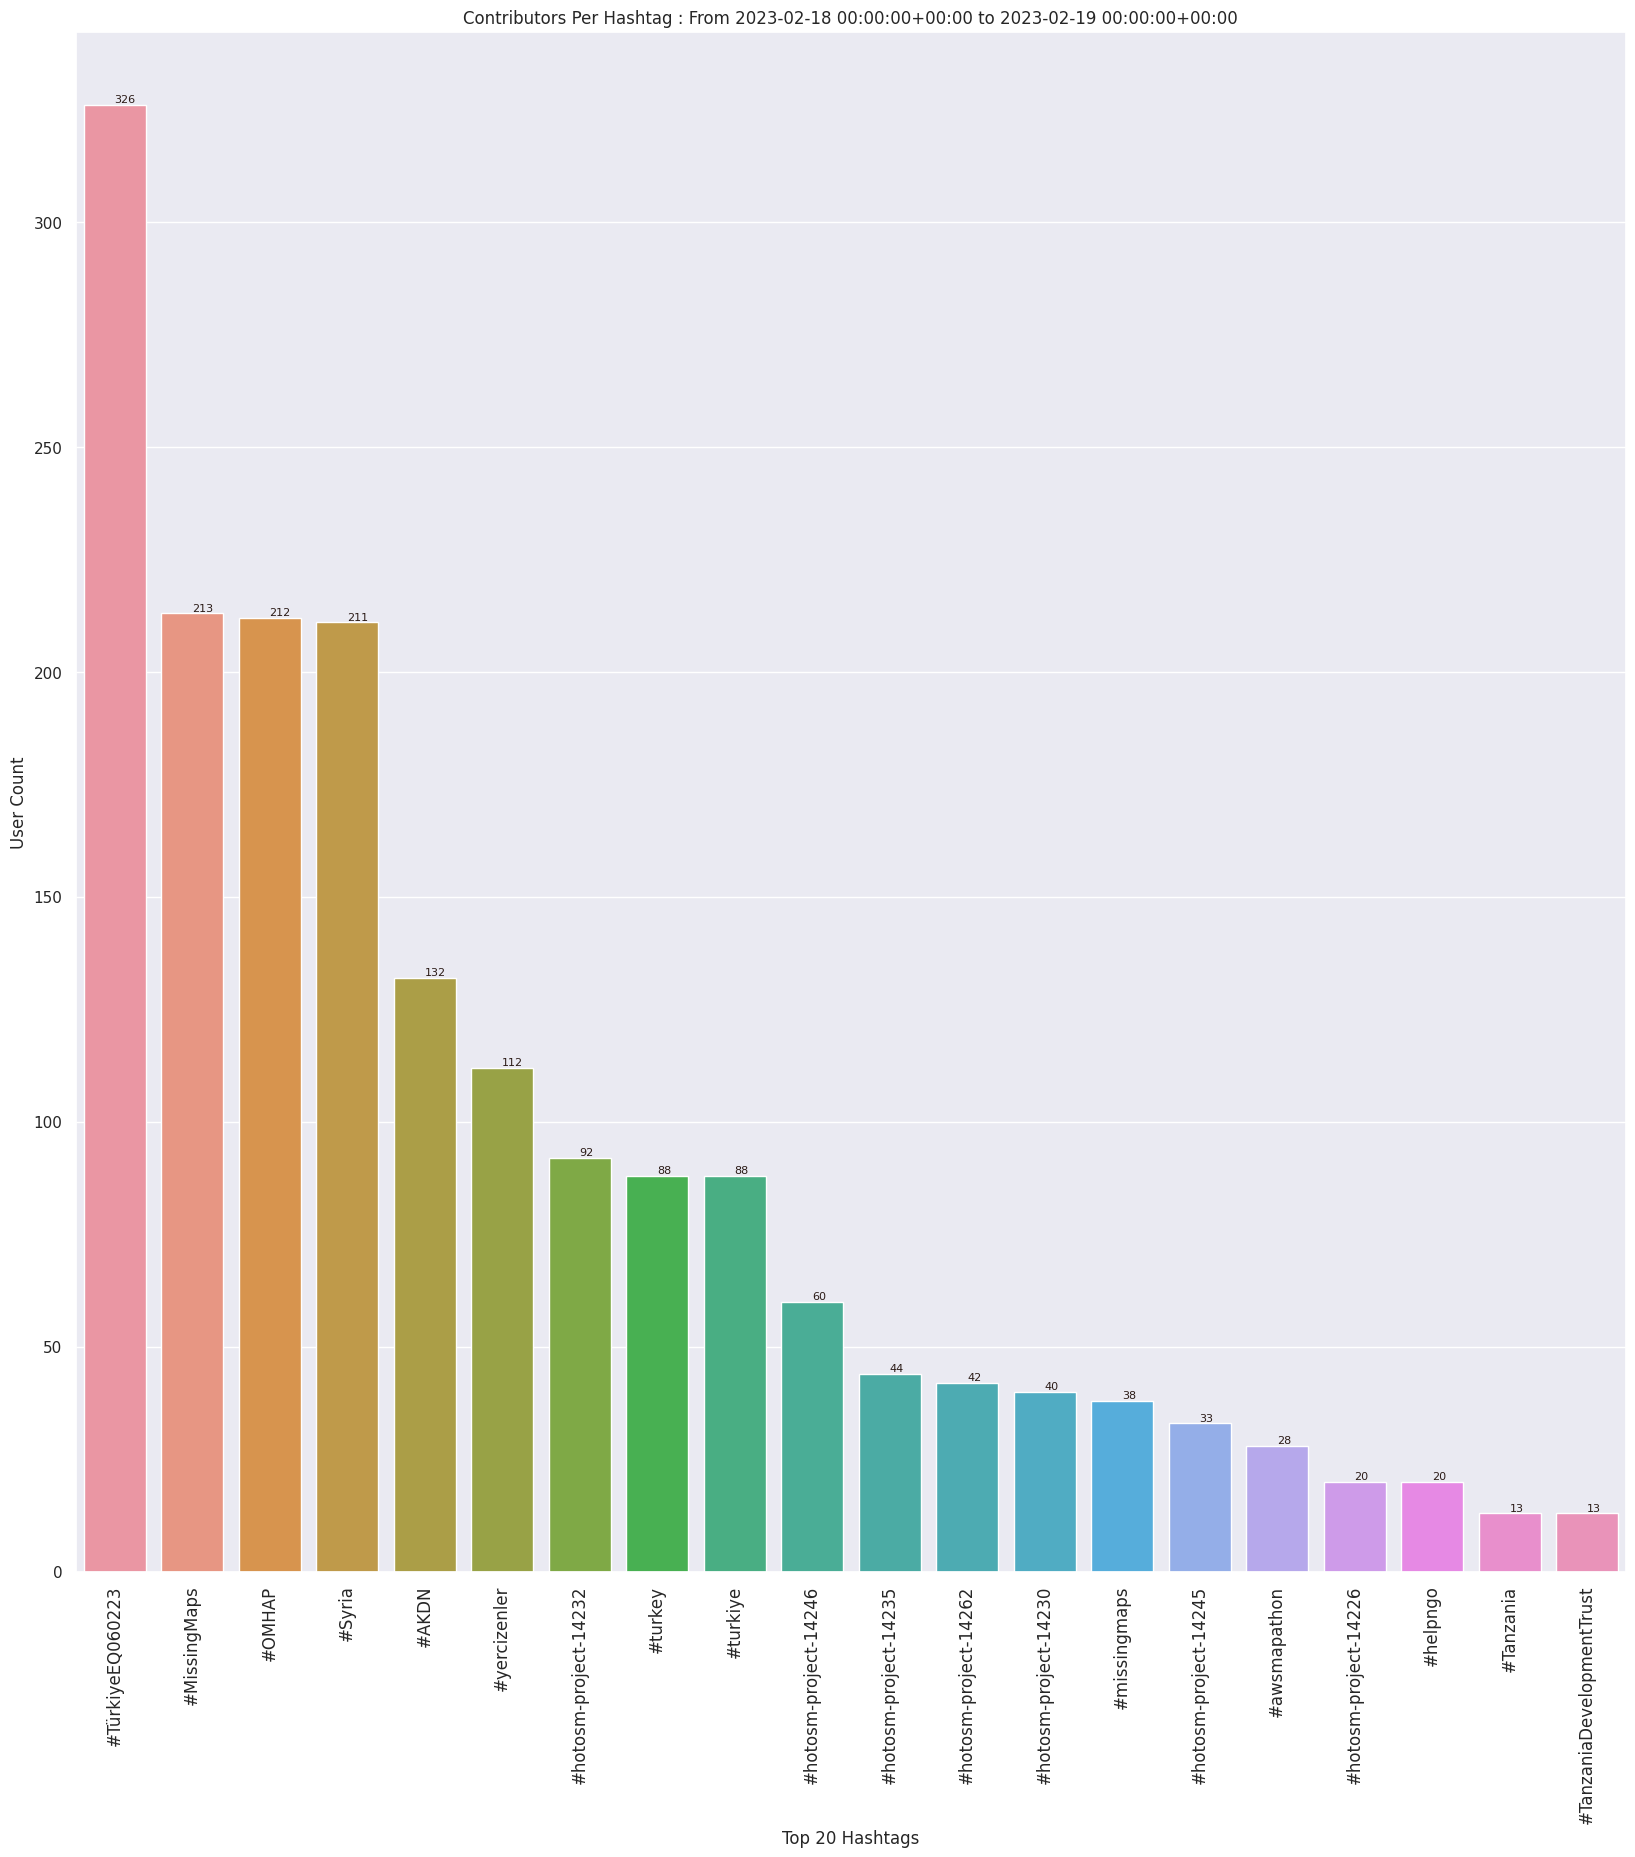 Contributors Per Hashtag : From 2023-02-18 00:00:00+00:00 to 2023-02-19 00:00:00+00:00
User Count
300
250
200
150
100
50
0
326
213
212
211
132
112
92
88
88
60
44
42
40
38
33
28
20
20
13
13
#TürkiyeEQ060223
#MissingMaps
#OMHAP
#Syria
#AKDN
#yercizenler
#hotosm-project-14232
#turkey
#turkiye
#hotosm-project-14246
#hotosm-project-14235
#hotosm-project-14262
#hotosm-project-14230
#missingmaps
#hotosm-project-14245
#awsmapathon
#hotosm-project-14226
#helpngo
#Tanzania
#TanzaniaDevelopmentTrust
Top 20 Hashtags